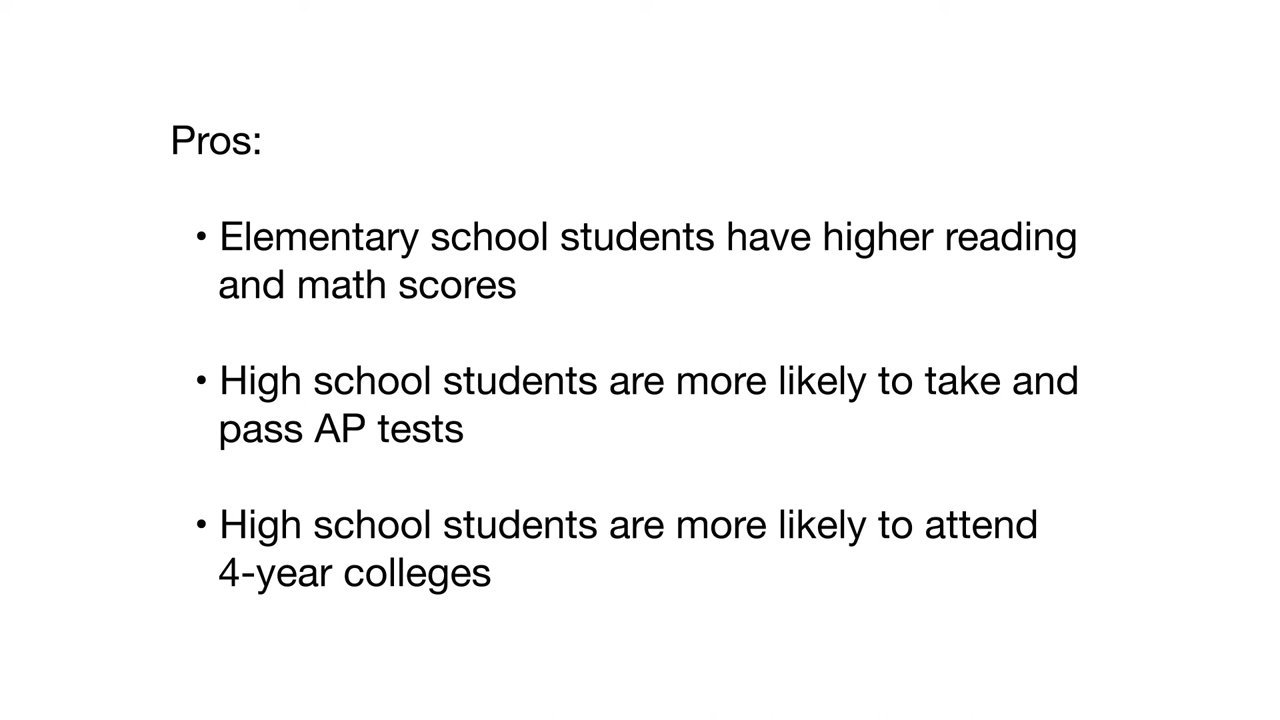 Pros:
• Elementary school students have higher reading
and math scores
• High school students are more likely to take and
pass AP tests
• High school students are more likely to attend
4-year colleges